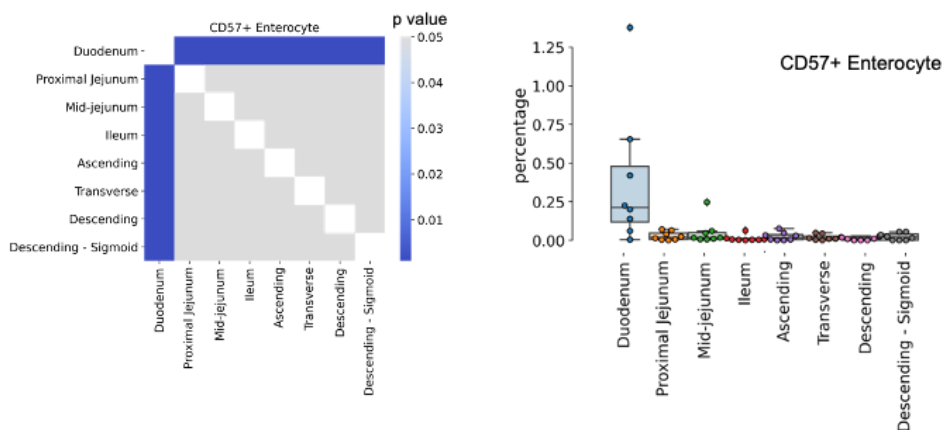 CD57+ Enterocyte
p value
Duodenum
Proximal Jejunum
Mid-jejunum
Ileum
Ascending
Transverse
Descending
Descending - Sigmoid
0.05
0.04
0.03
0.02
0.01
Duodenum
Proximal Jejunum
Mid-jejunum
Ileum
Ascending
Transverse
Descending
Descending - Sigmoid
CD57+ Enterocyte
percentage
1.25
1.00
0.75
0.50
0.25
0.00
Duodenum
Proximal Jejunum
Mid-jejunum
Ileum
Ascending
Transverse
Descending
Descending - Sigmoid